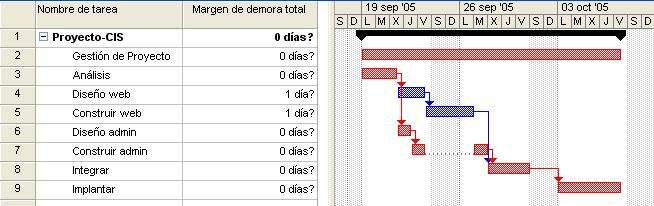 Nombre de tarea Margen de demora total 19 sep '05 26 sep '05 03 oct '05
S D L M X J V S D L M X J V S D L M X J V S
1 Proyecto-CIS 0 días?
2 Gestión de Proyecto 0 días?
3 Análisis 0 días?
4 Diseño web 1 día?
5 Construir web 1 día?
6 Diseño admin 0 días?
7 Construir admin 0 días?
8 Integrar 0 días?
9 Implantar 0 días?